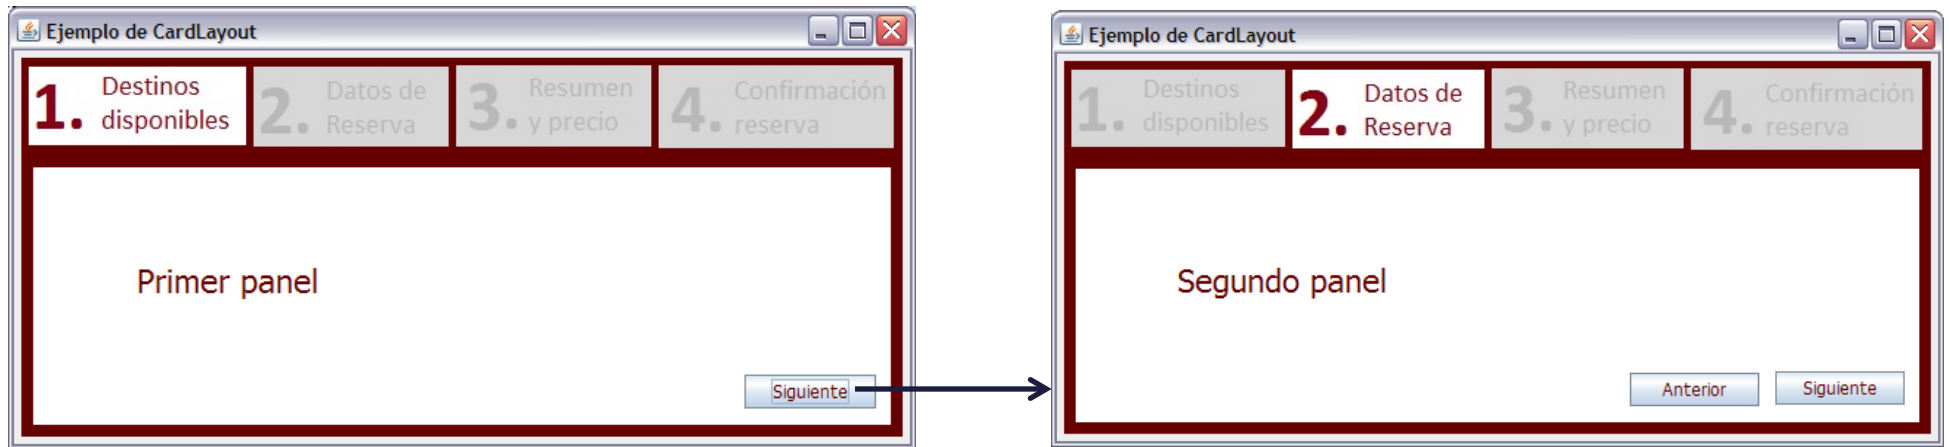 Ejemplo de CardLayout
1. Destinos
disponibles
2. Datos de
Reserva
3. Resumen
y precio
4. Confirmación
reserva
Primer panel
Siguiente
Ejemplo de CardLayout
1. Destinos
disponibles
2. Datos de
Reserva
3. Resumen
y precio
4. Confirmación
reserva
Segundo panel
Anterior
Siguiente